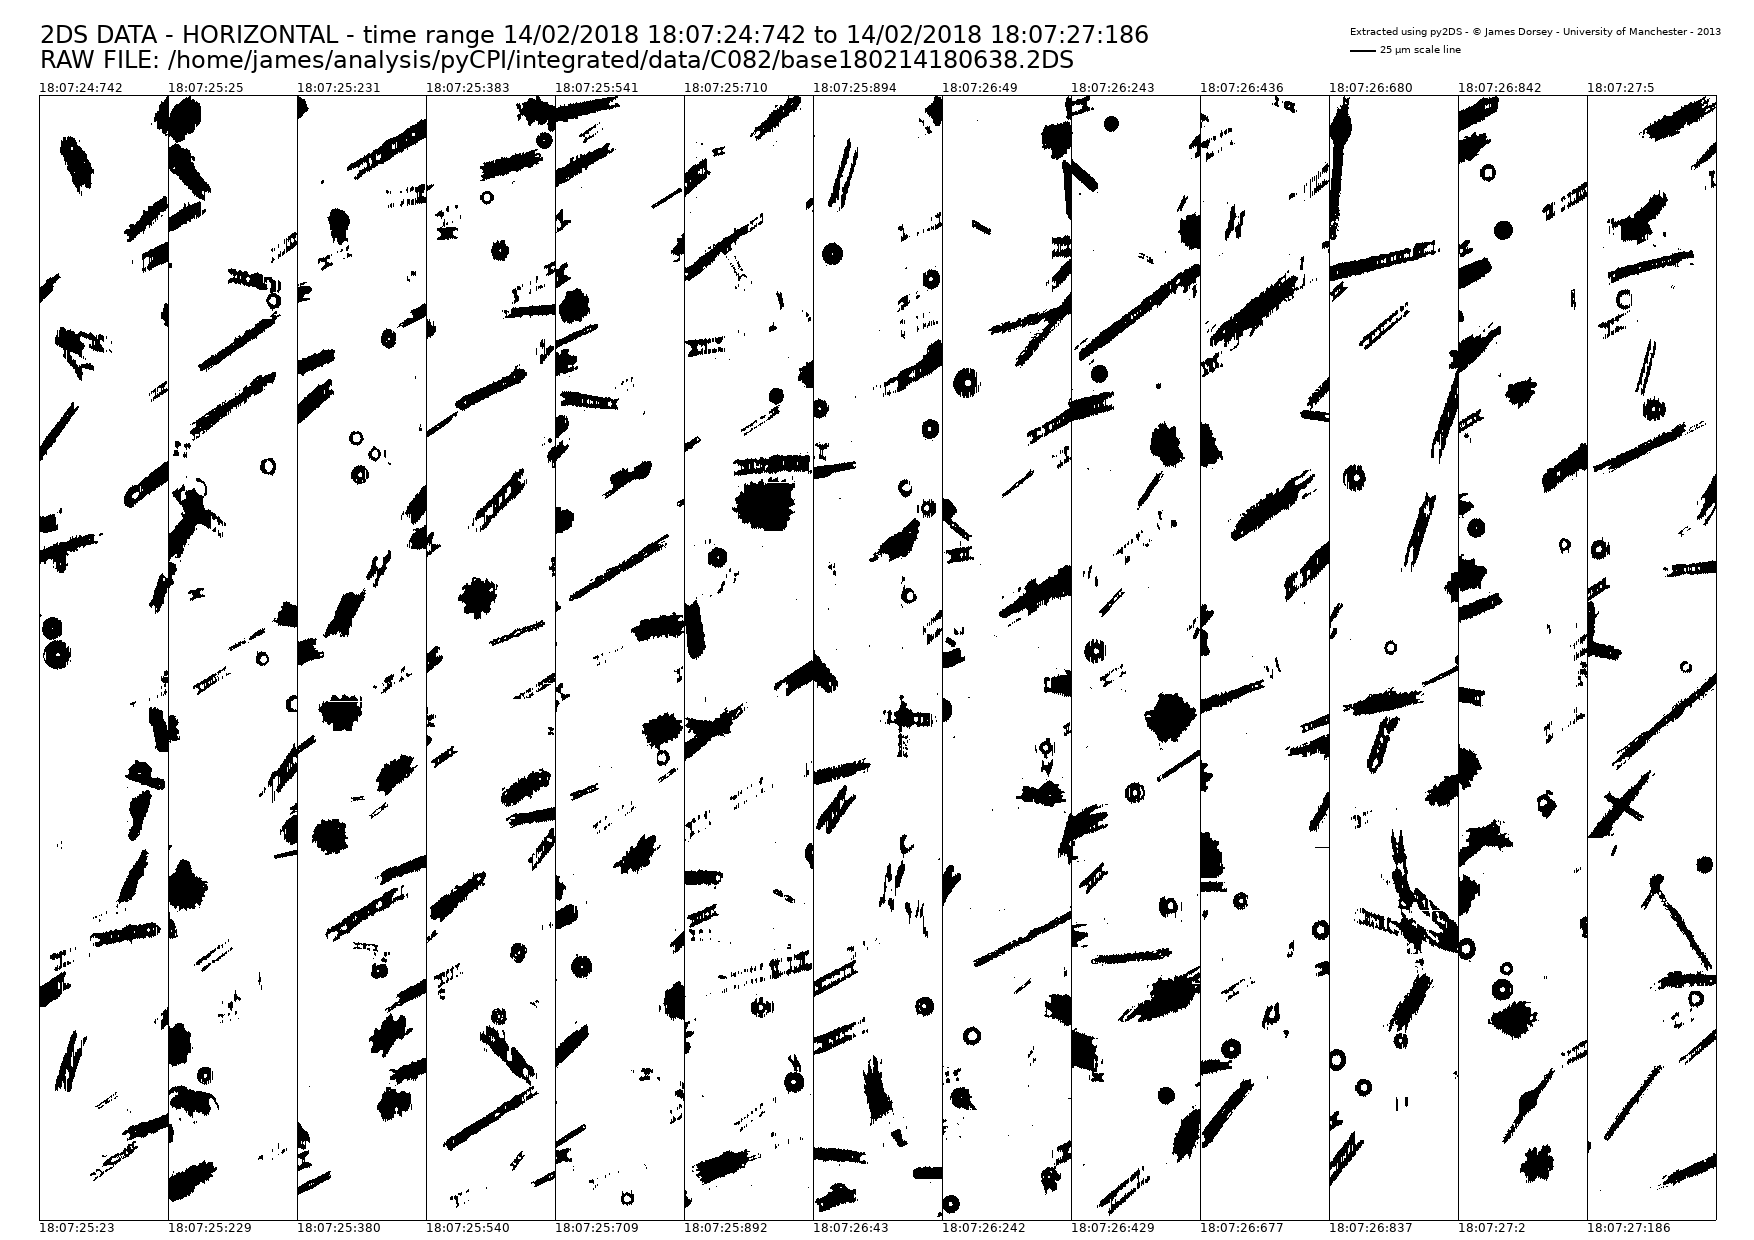 2DS DATA - HORIZONTAL - time range 14/02/2018 18:07:24:742 to 14/02/2018 18:07:27:186
RAW FILE: /home/james/analysis/pyCPI/integrated/data/C082/base180214180638.2DS
Extracted using py2DS - © James Dorsey - University of Manchester - 2013
25 µm scale line
18:07:24:742 18:07:25:25 18:07:25:231 18:07:25:383 18:07:25:541 18:07:25:710 18:07:25:894 18:07:26:49 18:07:26:243 18:07:26:436 18:07:26:680 18:07:26:842 18:07:27:5
18:07:25:23 18:07:25:229 18:07:25:380 18:07:25:540 18:07:25:709 18:07:25:892 18:07:26:43 18:07:26:242 18:07:26:429 18:07:26:677 18:07:26:837 18:07:27:2 18:07:27:186